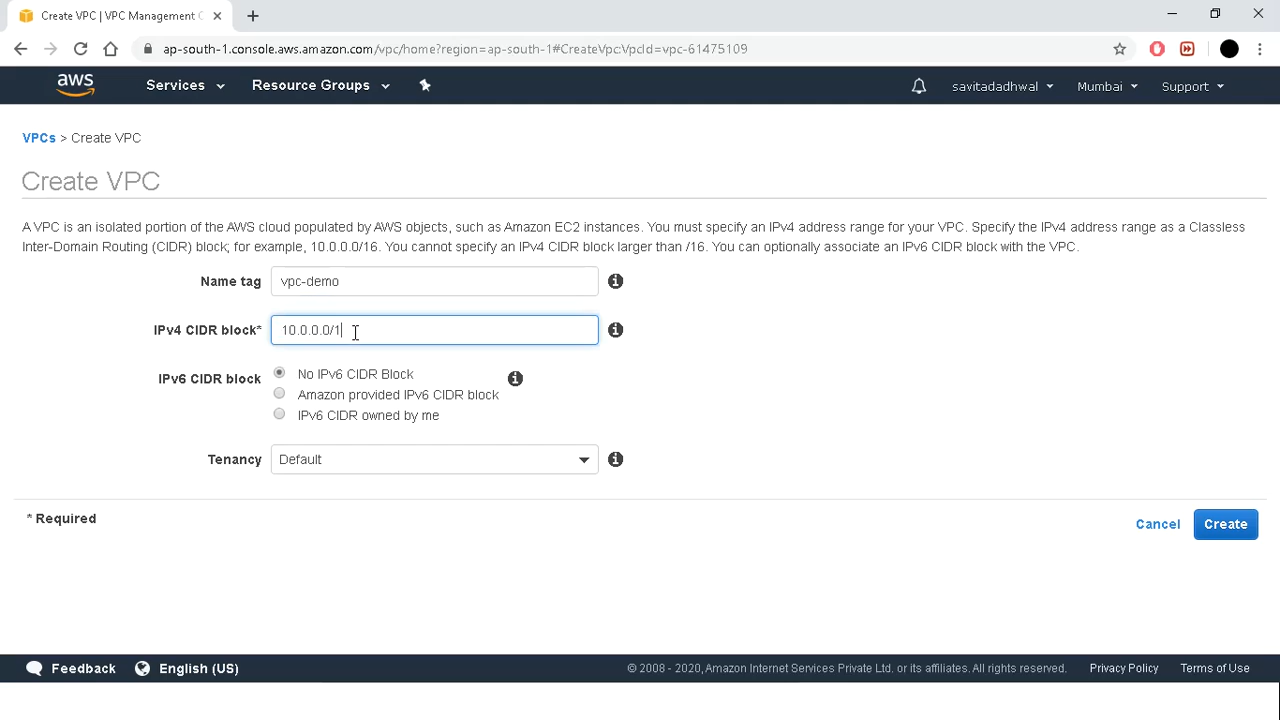 Create VPC | VPC Management C
ap-south-1.console.aws.amazon.com/vpc/home?region=ap-south-1#CreateVpc:VpcId=vpc-61475109
aws Services Resource Groups savitadadhwal Mumbai Support
VPCs > Create VPC
Create VPC
A VPC is an isolated portion of the AWS cloud populated by AWS objects, such as Amazon EC2 instances. You must specify an IPv4 address range for your VPC. Specify the IPv4 address range as a Classless
Inter-Domain Routing (CIDR) block; for example, 10.0.0.0/16. You cannot specify an IPv4 CIDR block larger than /16. You can optionally associate an IPv6 CIDR block with the VPC.
Name tag vpc-demo
IPv4 CIDR block* 10.0.0.0/1
IPv6 CIDR block No IPv6 CIDR Block
Amazon provided IPv6 CIDR block
IPv6 CIDR owned by me
Tenancy Default
* Required
Cancel Create
Feedback English (US) © 2008 - 2020, Amazon Internet Services Private Ltd. or its affiliates. All rights reserved. Privacy Policy Terms of Use